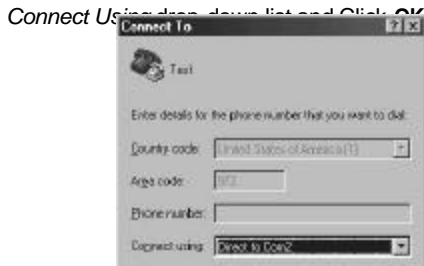 Connect Using drop-down list and Click OK
Connect To
Test
Enter details for the phone number that you want to dial:
Country code: United States of America (1)
Area code:
Phone number:
Connect using: Direct to Com2